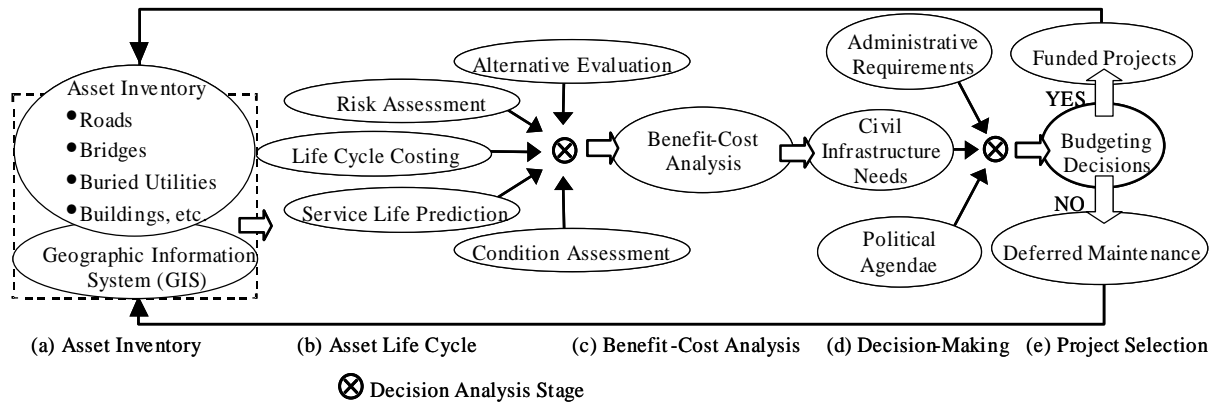 Asset Inventory
• Roads
• Bridges
• Buried Utilities
• Buildings, etc.
Geographic Information
System (GIS)
Alternative Evaluation
Risk Assessment
Life Cycle Costing
Service Life Prediction
Condition Assessment
Benefit-Cost
Analysis
Administrative
Requirements
Civil
Infrastructure
Needs
Political
Agendae
Funded Projects
YES
Budgeting
Decisions
NO
Deferred Maintenance
(a) Asset Inventory
(b) Asset Life Cycle
(c) Benefit-Cost Analysis
(d) Decision-Making
(e) Project Selection
Decision Analysis Stage